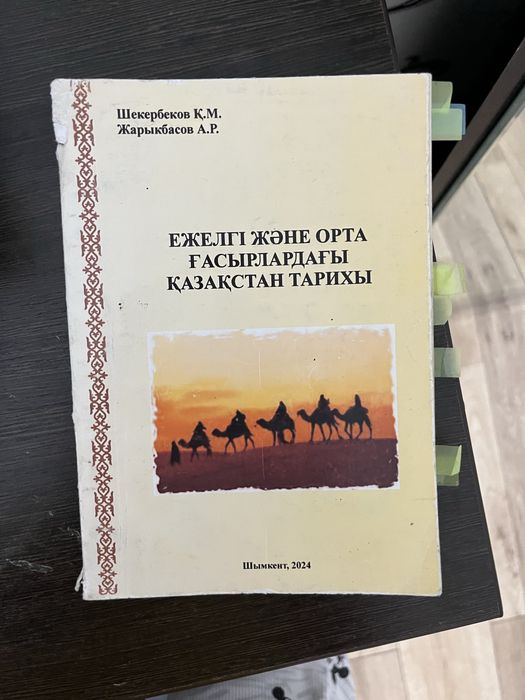 Шекербеков Қ.М.
Жарыкбасов А.Р.
ЕЖЕЛГІ ЖӘНЕ ОРТА
ҒАСЫРЛАРДАҒЫ
ҚАЗАҚСТАН ТАРИХЫ
Шымкент, 2024